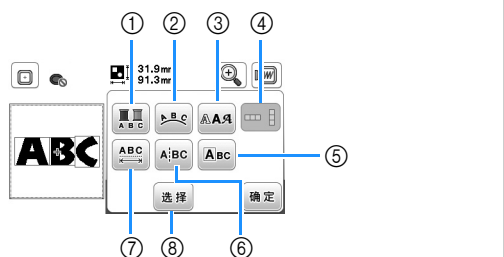 ① ② ③ ④
31.9mm
91.3mm
ABC ABC AAA
ABC
ABC A BC ABC ⑤
选择 确定
⑦ ⑧ ⑥